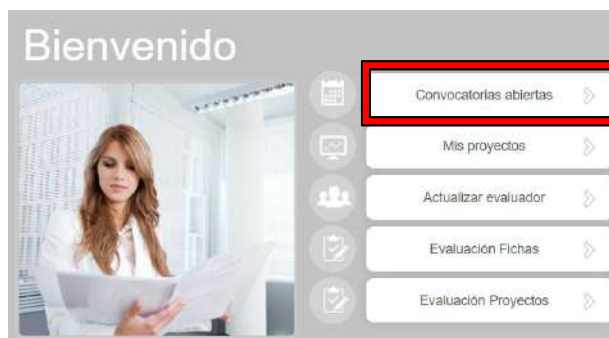 Bienvenido
Convocatorias abiertas
Mis proyectos
Actualizar evaluador
Evaluación Fichas
Evaluación Proyectos